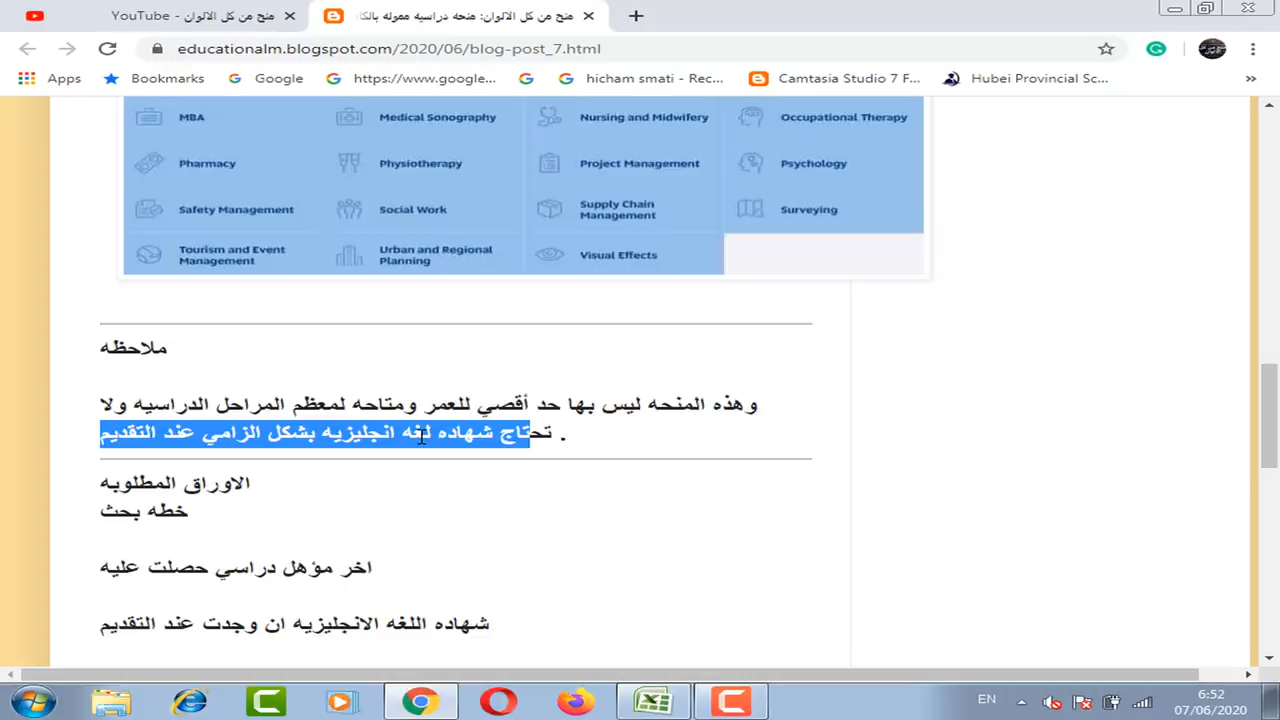 منح من كل الالوان - YouTube
منح من كل الالوان: منحه دراسيه مموله بالكا
educationalm.blogspot.com/2020/06/blog-post_7.html
Apps
Bookmarks
Google
https://www.google...
hicham smati - Rec...
Camtasia Studio 7 F...
Hubei Provincial Sc...
»
MBA
Medical Sonography
Nursing and Midwifery
Occupational Therapy
Pharmacy
Physiotherapy
Project Management
Psychology
Safety Management
Social Work
Supply Chain
Management
Surveying
Tourism and Event
Management
Urban and Regional
Planning
Visual Effects
ملاحظه
وهذه المنحه ليس بها حد أقصي للعمر ومتاحه لمعظم المراحل الدراسيه ولا
تحتاج شهاده لغه انجليزيه بشكل الزامي عند التقديم .
الاوراق المطلوبه
خطه بحث
اخر مؤهل دراسي حصلت عليه
شهاده اللغه الانجليزيه ان وجدت عند التقديم
EN
6:52
07/06/2020